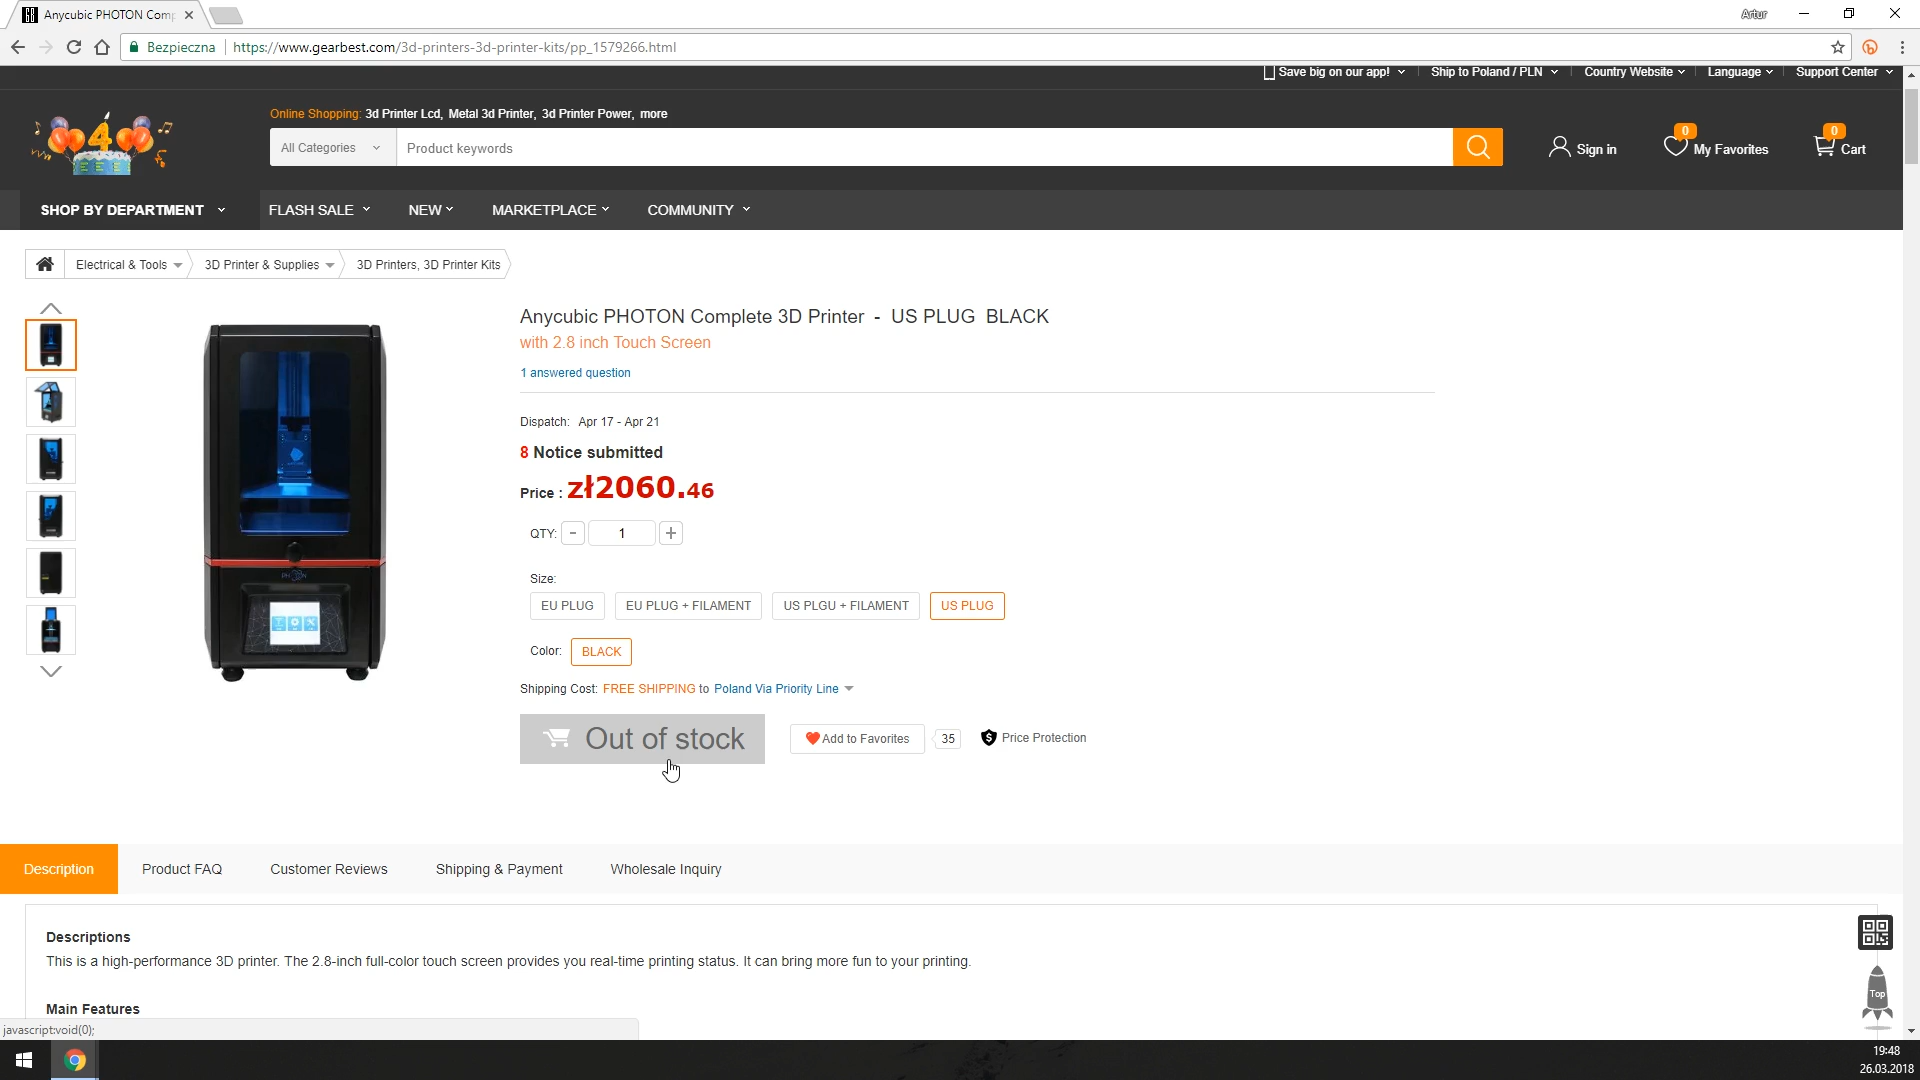 Anycubic PHOTON Com
Artur
Bezpieczna https://www.gearbest.com/3d-printers-3d-printer-kits/pp_1579266.html
Save big on our app! Ship to Poland / PLN Country Website Language Support Center
Online Shopping: 3d Printer Lcd, Metal 3d Printer, 3d Printer Power, more
All Categories Product keywords
Sign in 0 My Favorites 0 Cart
4
SHOP BY DEPARTMENT FLASH SALE NEW MARKETPLACE COMMUNITY
Electrical & Tools 3D Printer & Supplies 3D Printers, 3D Printer Kits
Anycubic PHOTON Complete 3D Printer - US PLUG BLACK
with 2.8 inch Touch Screen
1 answered question
Dispatch: Apr 17 - Apr 21
8 Notice submitted
Price : zł2060.46
QTY: - 1 +
Size:
EU PLUG EU PLUG + FILAMENT US PLGU + FILAMENT US PLUG
Color: BLACK
Shipping Cost: FREE SHIPPING to Poland Via Priority Line
Out of stock Add to Favorites 35 Price Protection
Description Product FAQ Customer Reviews Shipping & Payment Wholesale Inquiry
Descriptions
This is a high-performance 3D printer. The 2.8-inch full-color touch screen provides you real-time printing status. It can bring more fun to your printing.
Main Features
Top
javascript:void(0);
19:48
26.03.2018